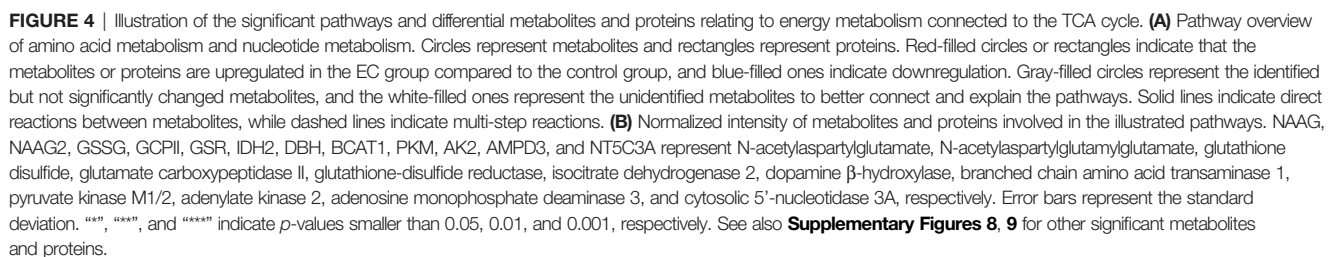 FIGURE 4 | Illustration of the significant pathways and differential metabolites and proteins relating to energy metabolism connected to the TCA cycle. (A) Pathway overview
of amino acid metabolism and nucleotide metabolism. Circles represent metabolites and rectangles represent proteins. Red-filled circles or rectangles indicate that the
metabolites or proteins are upregulated in the EC group compared to the control group, and blue-filled ones indicate downregulation. Gray-filled circles represent the identified
but not significantly changed metabolites, and the white-filled ones represent the unidentified metabolites to better connect and explain the pathways. Solid lines indicate direct
reactions between metabolites, while dashed lines indicate multi-step reactions. (B) Normalized intensity of metabolites and proteins involved in the illustrated pathways. NAAG,
NAAG2, GSSG, GCPII, GSR, IDH2, DBH, BCAT1, PKM, AK2, AMPD3, and NT5C3A represent N-acetylaspartylglutamate, N-acetylaspartylglutamylglutamate, glutathione
disulfide, glutamate carboxypeptidase II, glutathione-disulfide reductase, isocitrate dehydrogenase 2, dopamine β-hydroxylase, branched chain amino acid transaminase 1,
pyruvate kinase M1/2, adenylate kinase 2, adenosine monophosphate deaminase 3, and cytosolic 5’-nucleotidase 3A, respectively. Error bars represent the standard
deviation. “*”, “**”, and “***” indicate p-values smaller than 0.05, 0.01, and 0.001, respectively. See also Supplementary Figures 8, 9 for other significant metabolites
and proteins.